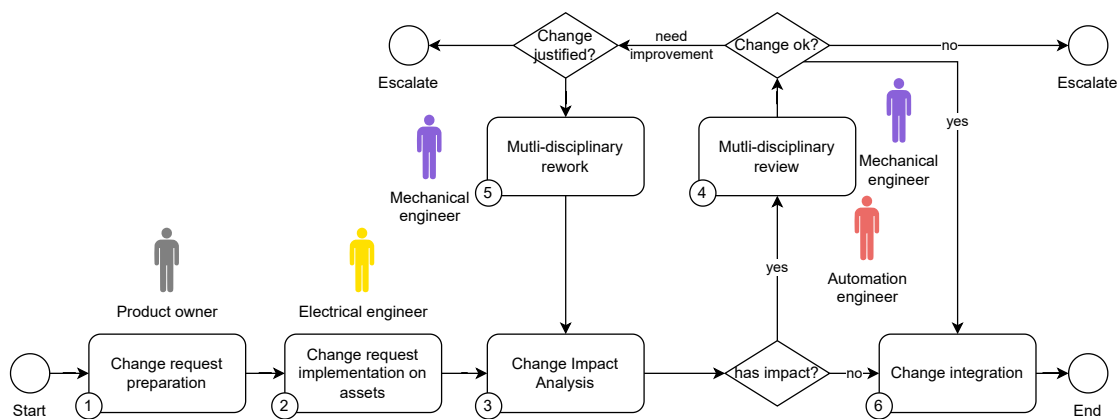 Change
justified?
need
improvement
Change ok?
no
Escalate
Escalate
Mutli-disciplinary
rework
5
Mechanical
engineer
Mutli-disciplinary
review
4
Mechanical
engineer
yes
Automation
engineer
yes
Product owner
Electrical engineer
Start
Change request
preparation
1
Change request
implementation on
assets
2
Change Impact
Analysis
3
has impact?
no
Change integration
6
End